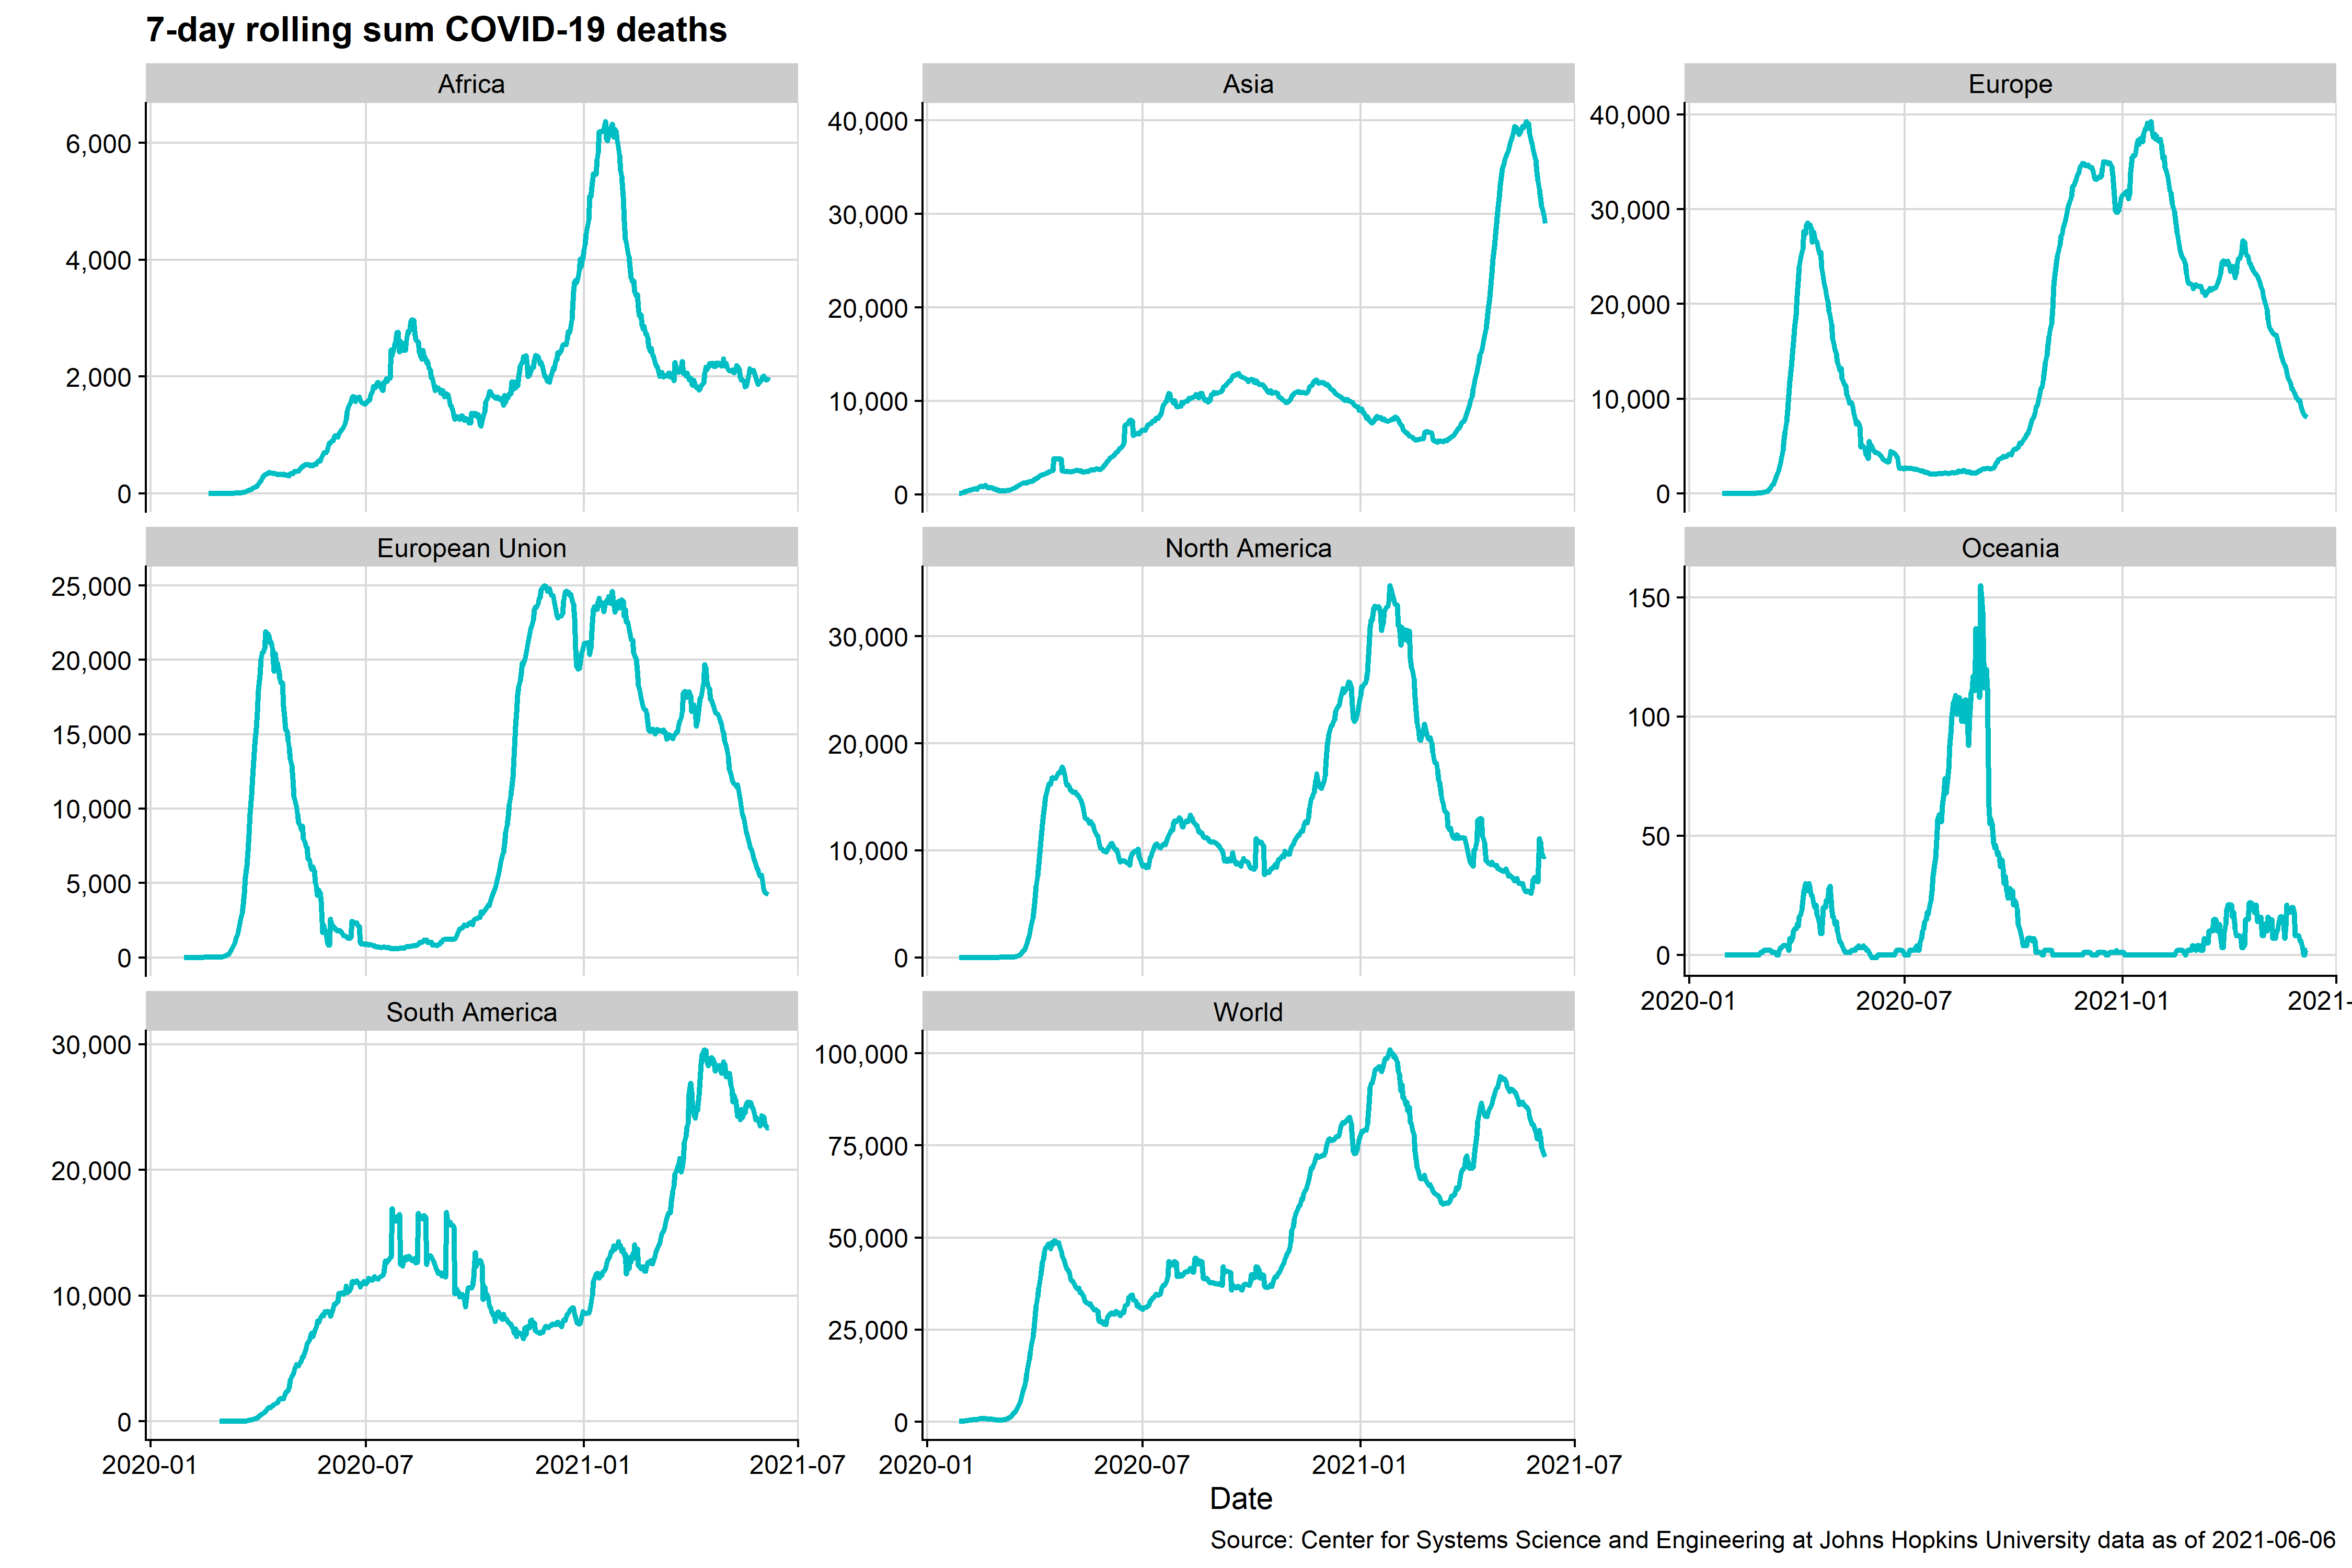 7-day rolling sum COVID-19 deaths
Africa
6,000
4,000
2,000
0
Asia
40,000
30,000
20,000
10,000
0
Europe
40,000
30,000
20,000
10,000
0
European Union
25,000
20,000
15,000
10,000
5,000
0
North America
30,000
20,000
10,000
0
Oceania
150
100
50
0
2020-01 2020-07 2021-01 2021-
South America
30,000
20,000
10,000
0
2020-01 2020-07 2021-01 2021-07
World
100,000
75,000
50,000
25,000
0
2020-01 2020-07 2021-01 2021-07
Date
Source: Center for Systems Science and Engineering at Johns Hopkins University data as of 2021-06-06